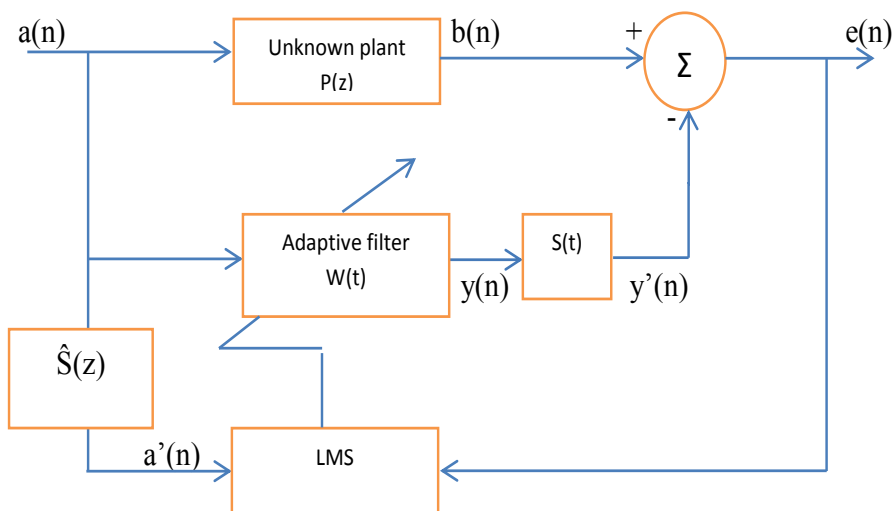 a(n)
Unknown plant
P(z)
b(n)
+
Σ
e(n)
-
Adaptive filter
W(t)
y(n)
S(t)
y’(n)
Ŝ(z)
a’(n)
LMS